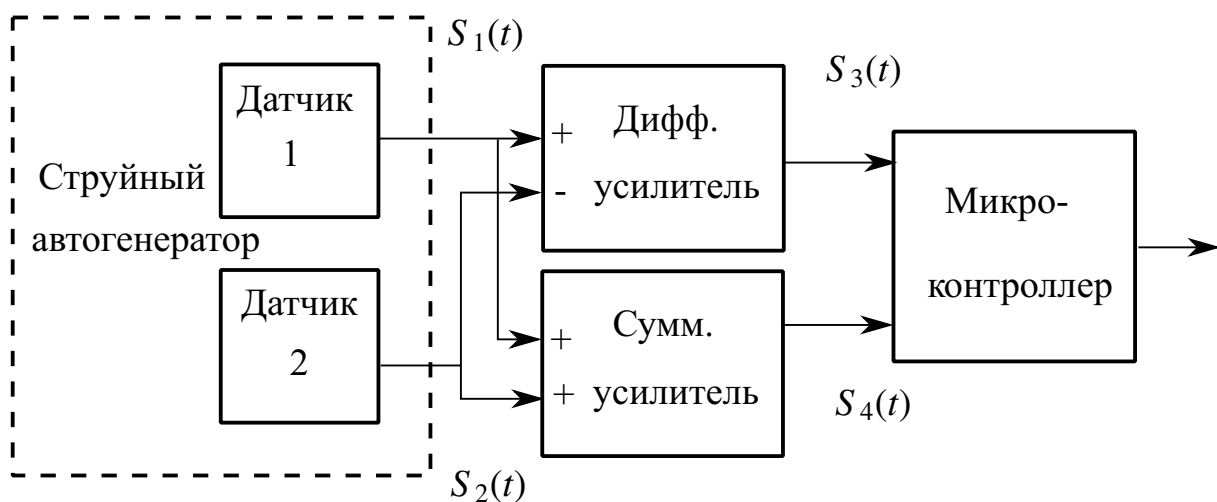 S₁(t)
S₃(t)
Датчик
1
Струйный
автогенератор
Датчик
2
+ Дифф.
- усилитель
+ Сумм.
+ усилитель
Микро-
контроллер
S₄(t)
S₂(t)